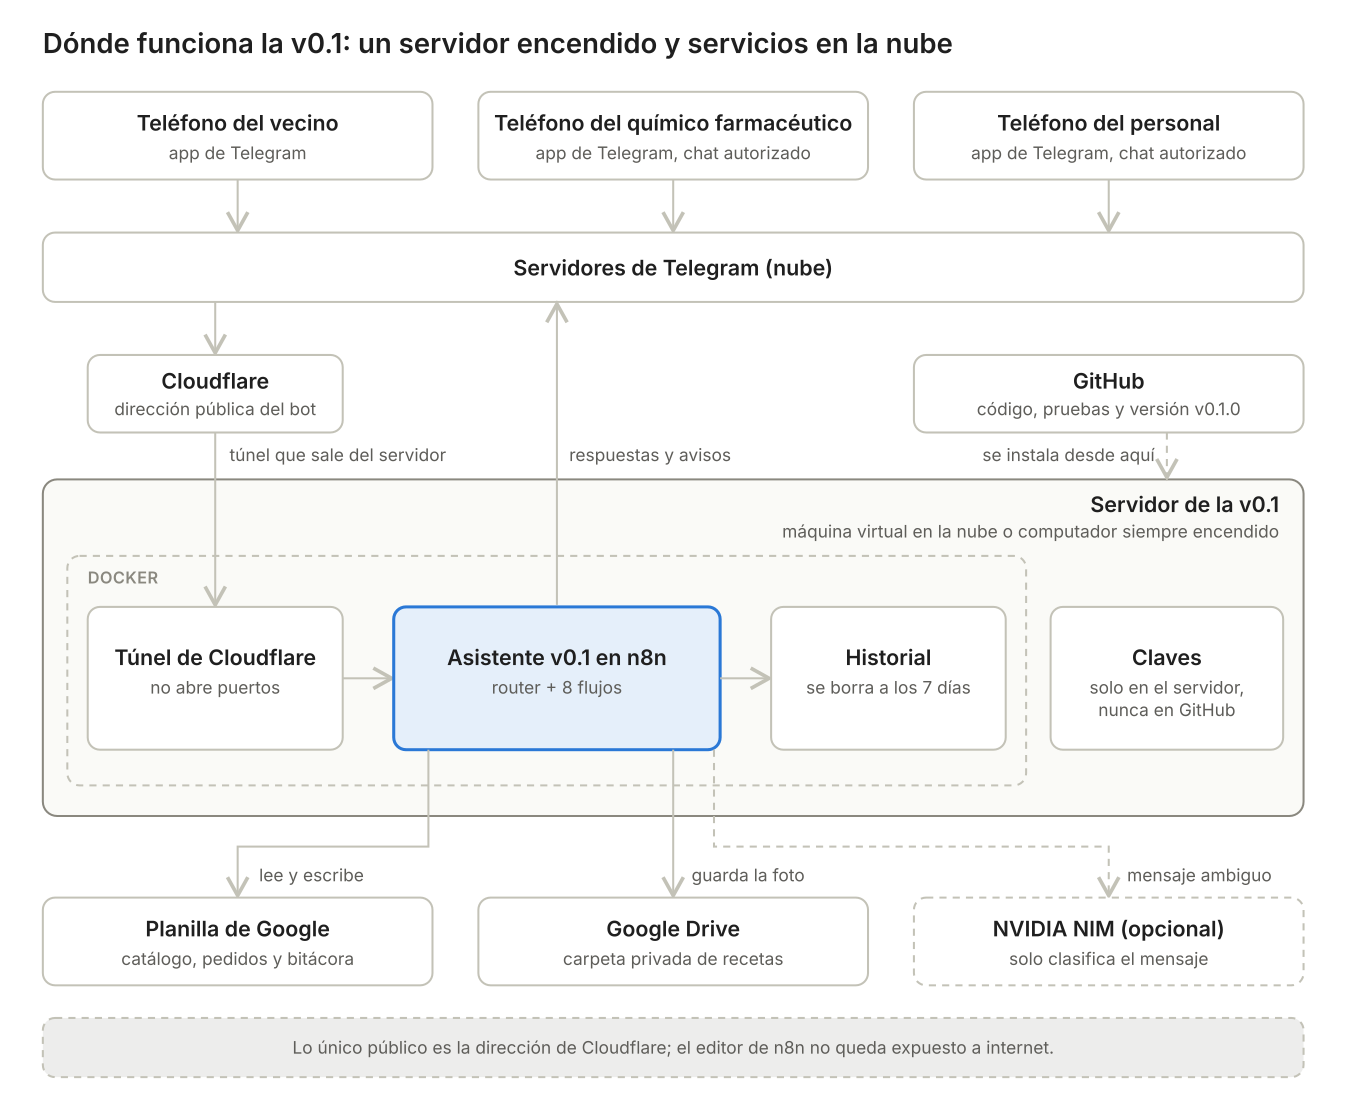 Dónde funciona la v0.1: un servidor encendido y servicios en la nube
Teléfono del vecino
app de Telegram
Teléfono del químico farmacéutico
app de Telegram, chat autorizado
Teléfono del personal
app de Telegram, chat autorizado
Servidores de Telegram (nube)
Cloudflare
dirección pública del bot
GitHub
código, pruebas y versión v0.1.0
túnel que sale del servidor
respuestas y avisos
se instala desde aquí
Servidor de la v0.1
máquina virtual en la nube o computador siempre encendido
DOCKER
Túnel de Cloudflare
no abre puertos
Asistente v0.1 en n8n
router + 8 flujos
Historial
se borra a los 7 días
Claves
solo en el servidor,
nunca en GitHub
lee y escribe
guarda la foto
mensaje ambiguo
Planilla de Google
catálogo, pedidos y bitácora
Google Drive
carpeta privada de recetas
NVIDIA NIM (opcional)
solo clasifica el mensaje
Lo único público es la dirección de Cloudflare; el editor de n8n no queda expuesto a internet.